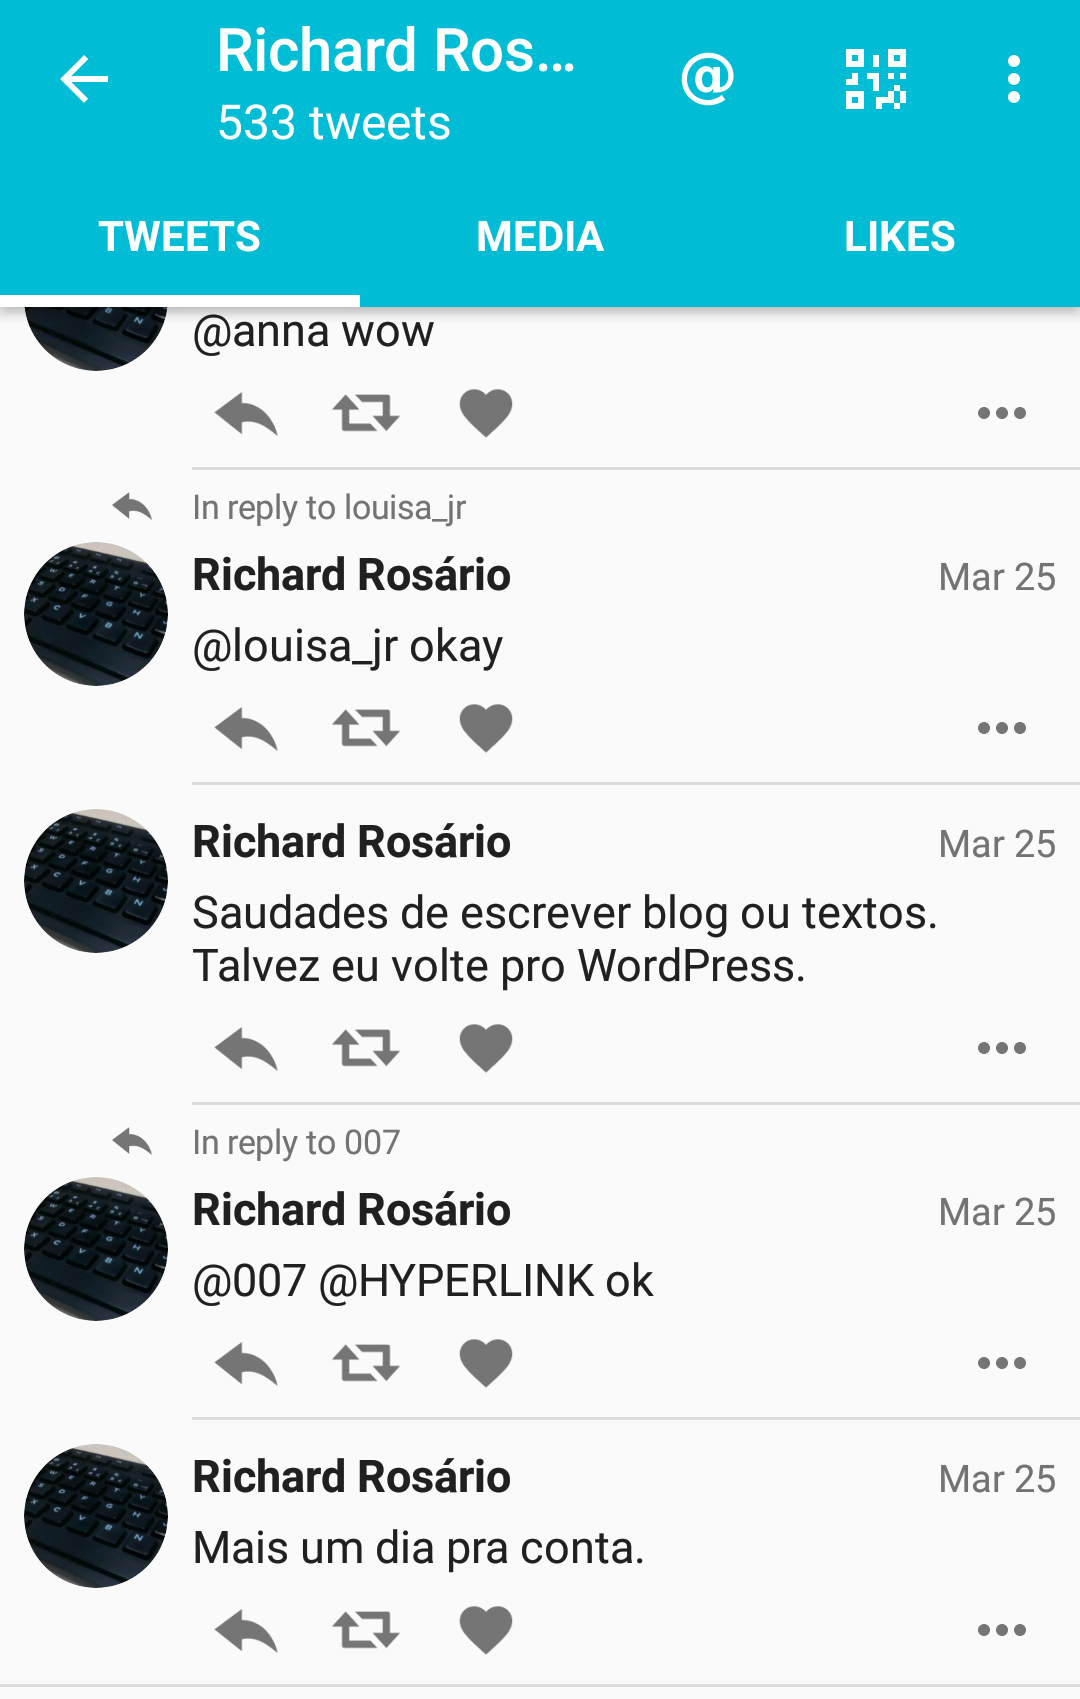 Richard Ros...
533 tweets
TWEETS
MEDIA
LIKES
@anna wow
In reply to louisa_jr
Richard Rosário
Mar 25
@louisa_jr okay
Richard Rosário
Mar 25
Saudades de escrever blog ou textos.
Talvez eu volte pro WordPress.
In reply to 007
Richard Rosário
Mar 25
@007 @HYPERLINK ok
Richard Rosário
Mar 25
Mais um dia pra conta.